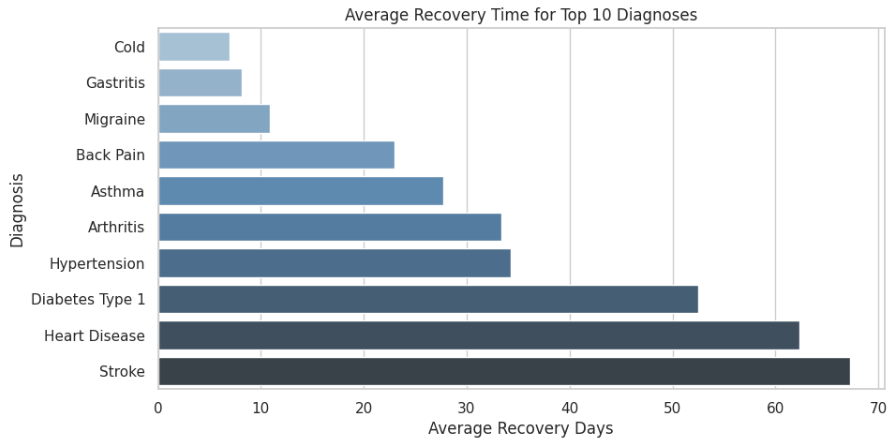 Average Recovery Time for Top 10 Diagnoses
Diagnosis
Cold
Gastritis
Migraine
Back Pain
Asthma
Arthritis
Hypertension
Diabetes Type 1
Heart Disease
Stroke
0 10 20 30 40 50 60 70
Average Recovery Days